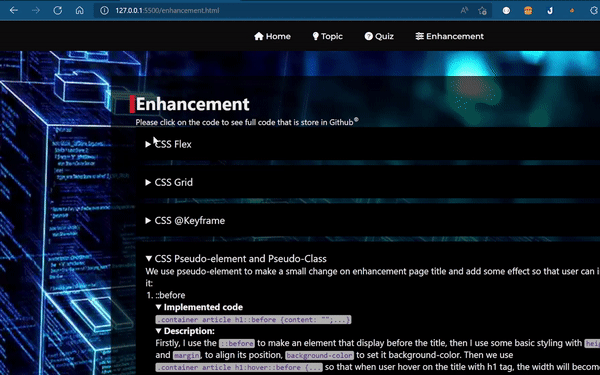 127.0.0.1:5500/enhancement.html
Home Topic Quiz Enhancement
Enhancement
Please click on the code to see full code that is store in Github®
CSS Flex
CSS Grid
CSS @Keyframe
CSS Pseudo-element and Pseudo-Class
We use pseudo-element to make a small change on enhancement page title and add some effect so that user can i
it:
1. ::before
Implemented code
.container article h1::before {content: "";...}
Description:
Firstly, I use the ::before to make an element that display before the title, then I use some basic styling with hei
and margin, to align its position, background-color to set it background-color. Then we use
.container article h1:hover::before {... so that when user hover on the title with h1 tag, the width will become